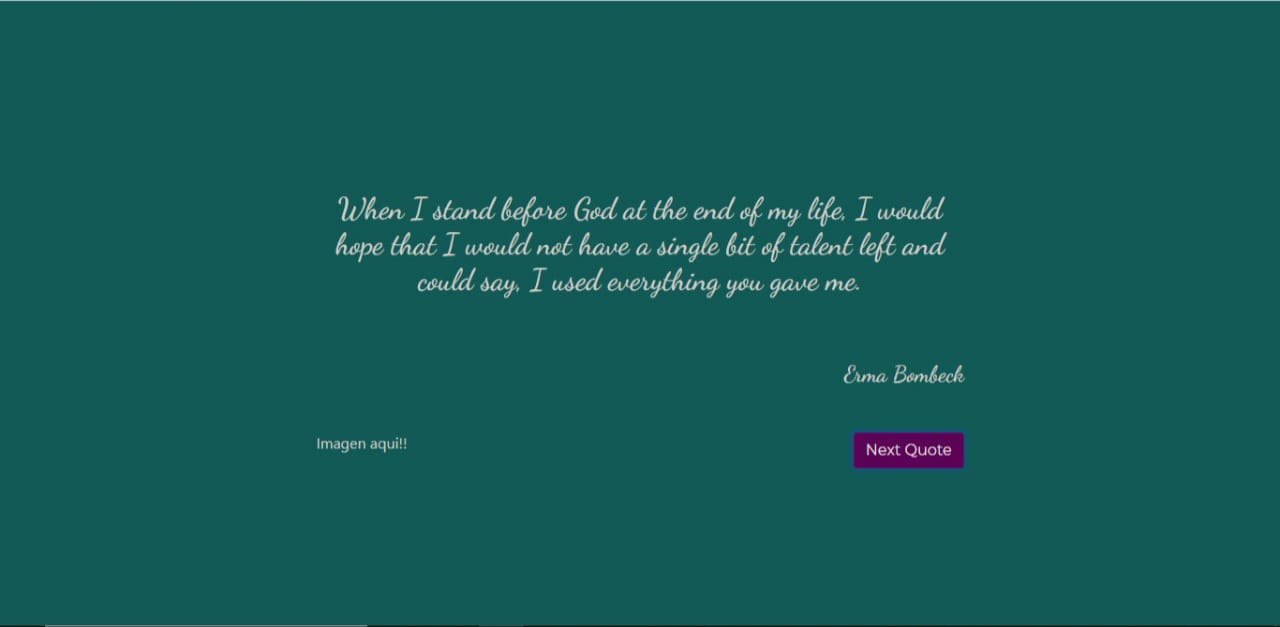 When I stand before God at the end of my life, I would
hope that I would not have a single bit of talent left and
could say, I used everything you gave me.
Erma Bombeck
Imagen aqui!!
Next Quote